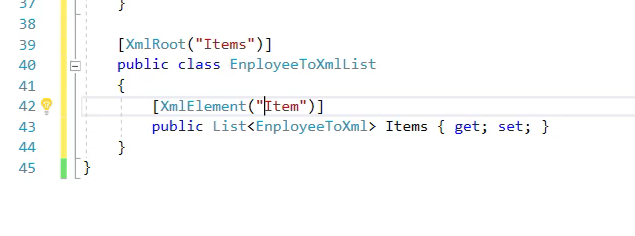 37 }
38
39 [XmlRoot("Items")]
40 public class EnployeeToXmlList
41 {
42 [XmlElement("Item")]
43 public List<EnployeeToXml> Items { get; set; }
44 }
45 }